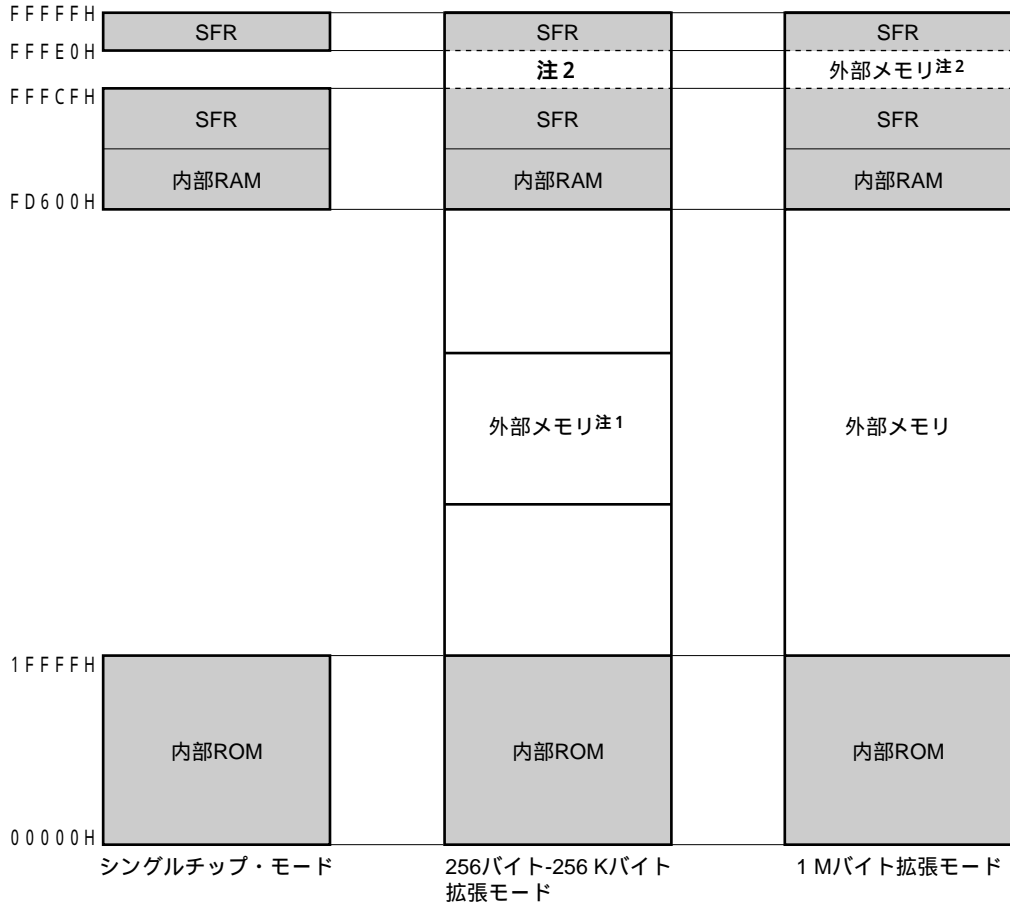 FFFFFH
SFR SFR SFR
FFFE0H
注2 外部メモリ注2
FFFCFH
SFR SFR SFR
内部RAM 内部RAM 内部RAM
FD600H
外部メモリ注1 外部メモリ
1FFFFH
内部ROM 内部ROM 内部ROM
00000H
シングルチップ・モード 256バイト-256 Kバイト 1 Mバイト拡張モード
拡張モード